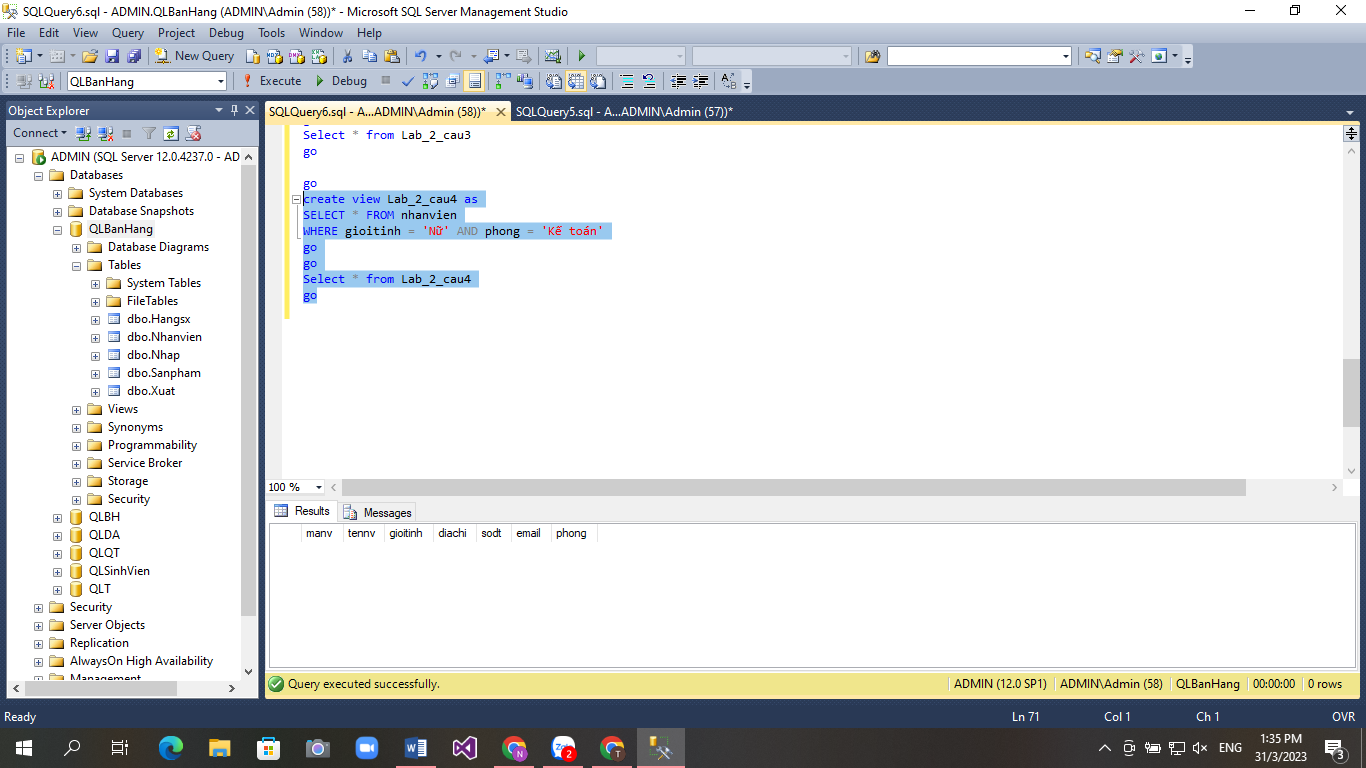 SQLQuery6.sql - ADMIN.QLBanHang (ADMIN\Admin (58))* - Microsoft SQL Server Management Studio
File Edit View Query Project Debug Tools Window Help
New Query
QLBanHang Execute Debug
Object Explorer
Connect
ADMIN (SQL Server 12.0.4237.0 - AD
Databases
System Databases
Database Snapshots
QLBanHang
Database Diagrams
Tables
System Tables
FileTables
dbo.Hangsx
dbo.Nhanvien
dbo.Nhap
dbo.Sanpham
dbo.Xuat
Views
Synonyms
Programmability
Service Broker
Storage
Security
QLBH
QLDA
QLQT
QLSinhVien
QLT
Security
Server Objects
Replication
AlwaysOn High Availability
Management
SQLQuery6.sql - A...ADMIN\Admin (58))* SQLQuery5.sql - A...ADMIN\Admin (57))*
Select * from Lab_2_cau3
go
go
create view Lab_2_cau4 as
SELECT * FROM nhanvien
WHERE gioitinh = 'Nữ' AND phong = 'Kế toán'
go
go
Select * from Lab_2_cau4
go
100 %
Results Messages
manv tennv gioitinh diachi sodt email phong
Query executed successfully. ADMIN (12.0 SP1) ADMIN\Admin (58) QLBanHang 00:00:00 0 rows
Ready Ln 71 Col 1 Ch 1 OVR
ENG 1:35 PM
31/3/2023